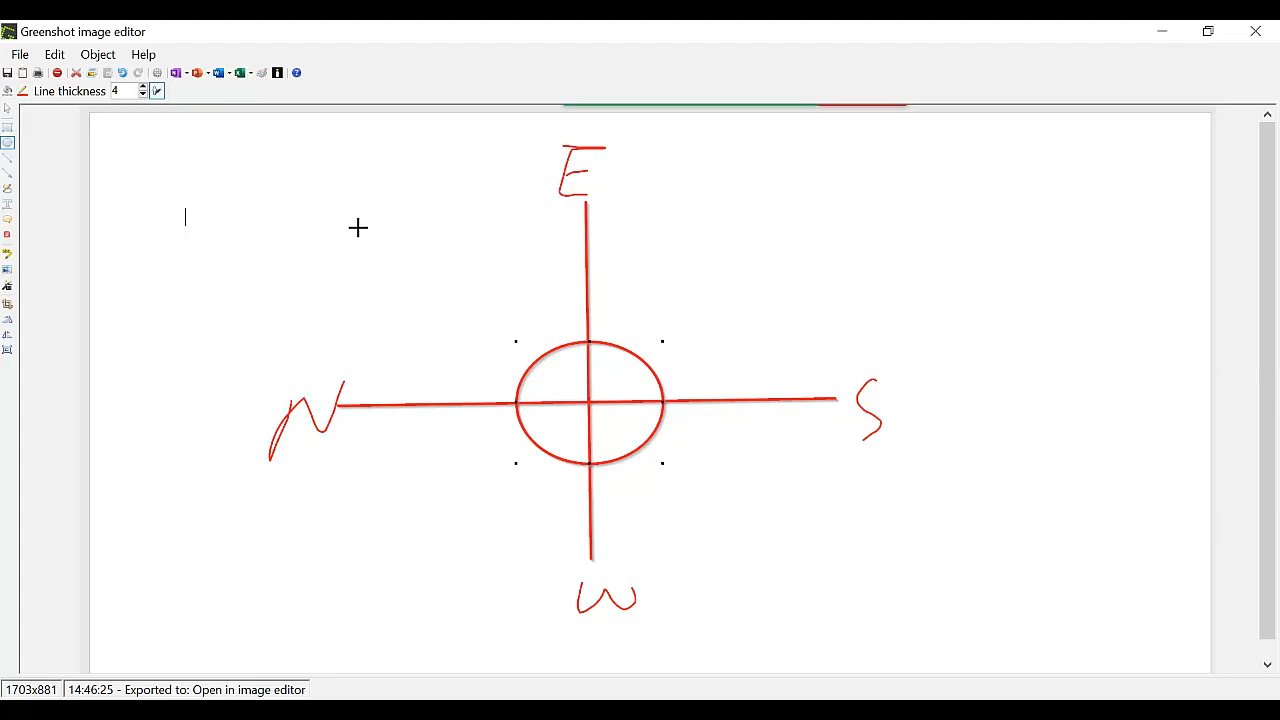 Greenshot image editor
File Edit Object Help
Line thickness 4
E
N S
W
1703x881 14:46:25 - Exported to: Open in image editor